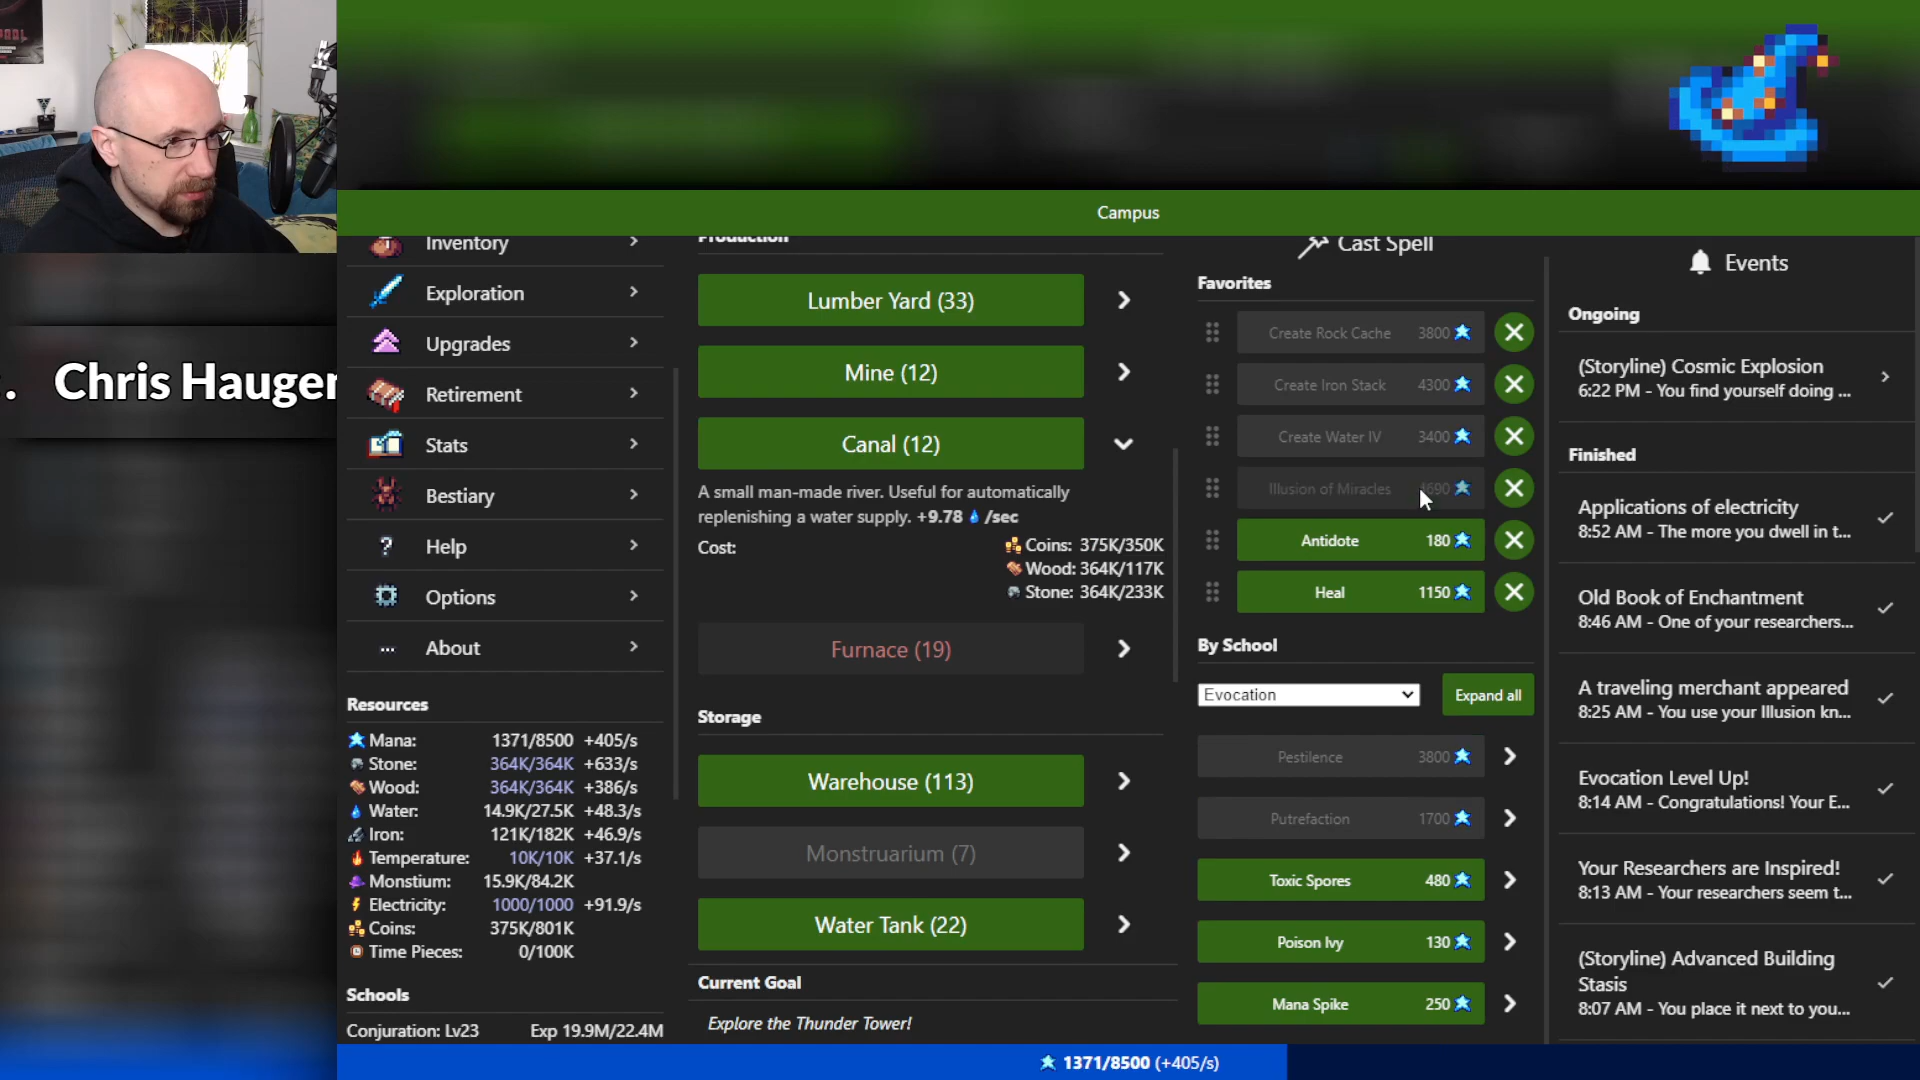 Campus
. Chris Haugen
Inventory
Exploration
Upgrades
Retirement
Stats
Bestiary
? Help
Options
... About
Resources
Mana: 1371/8500 +405/s
Stone: 364K/364K +633/s
Wood: 364K/364K +386/s
Water: 14.9K/27.5K +48.3/s
Iron: 121K/182K +46.9/s
Temperature: 10K/10K +37.1/s
Monstium: 15.9K/84.2K
Electricity: 1000/1000 +91.9/s
Coins: 375K/801K
Time Pieces: 0/100K
Schools
Conjuration: Lv23 Exp 19.9M/22.4M
Production
Lumber Yard (33)
Mine (12)
Canal (12)
A small man-made river. Useful for automatically
replenishing a water supply. +9.78 /sec
Cost:
Coins: 375K/350K
Wood: 364K/117K
Stone: 364K/233K
Furnace (19)
Storage
Warehouse (113)
Monstruarium (7)
Water Tank (22)
Current Goal
Explore the Thunder Tower!
Cast Spell
Favorites
Create Rock Cache 3800
Create Iron Stack 4300
Create Water IV 3400
Illusion of Miracles 4690
Antidote 180
Heal 1150
By School
Evocation
Expand all
Pestilence 3800
Putrefaction 1700
Toxic Spores 480
Poison Ivy 130
Mana Spike 250
Events
Ongoing
(Storyline) Cosmic Explosion
6:22 PM - You find yourself doing ...
Finished
Applications of electricity
8:52 AM - The more you dwell in t...
Old Book of Enchantment
8:46 AM - One of your researchers...
A traveling merchant appeared
8:25 AM - You use your Illusion kn...
Evocation Level Up!
8:14 AM - Congratulations! Your E...
Your Researchers are Inspired!
8:13 AM - Your researchers seem t...
(Storyline) Advanced Building
Stasis
8:07 AM - You place it next to you...
1371/8500 (+405/s)